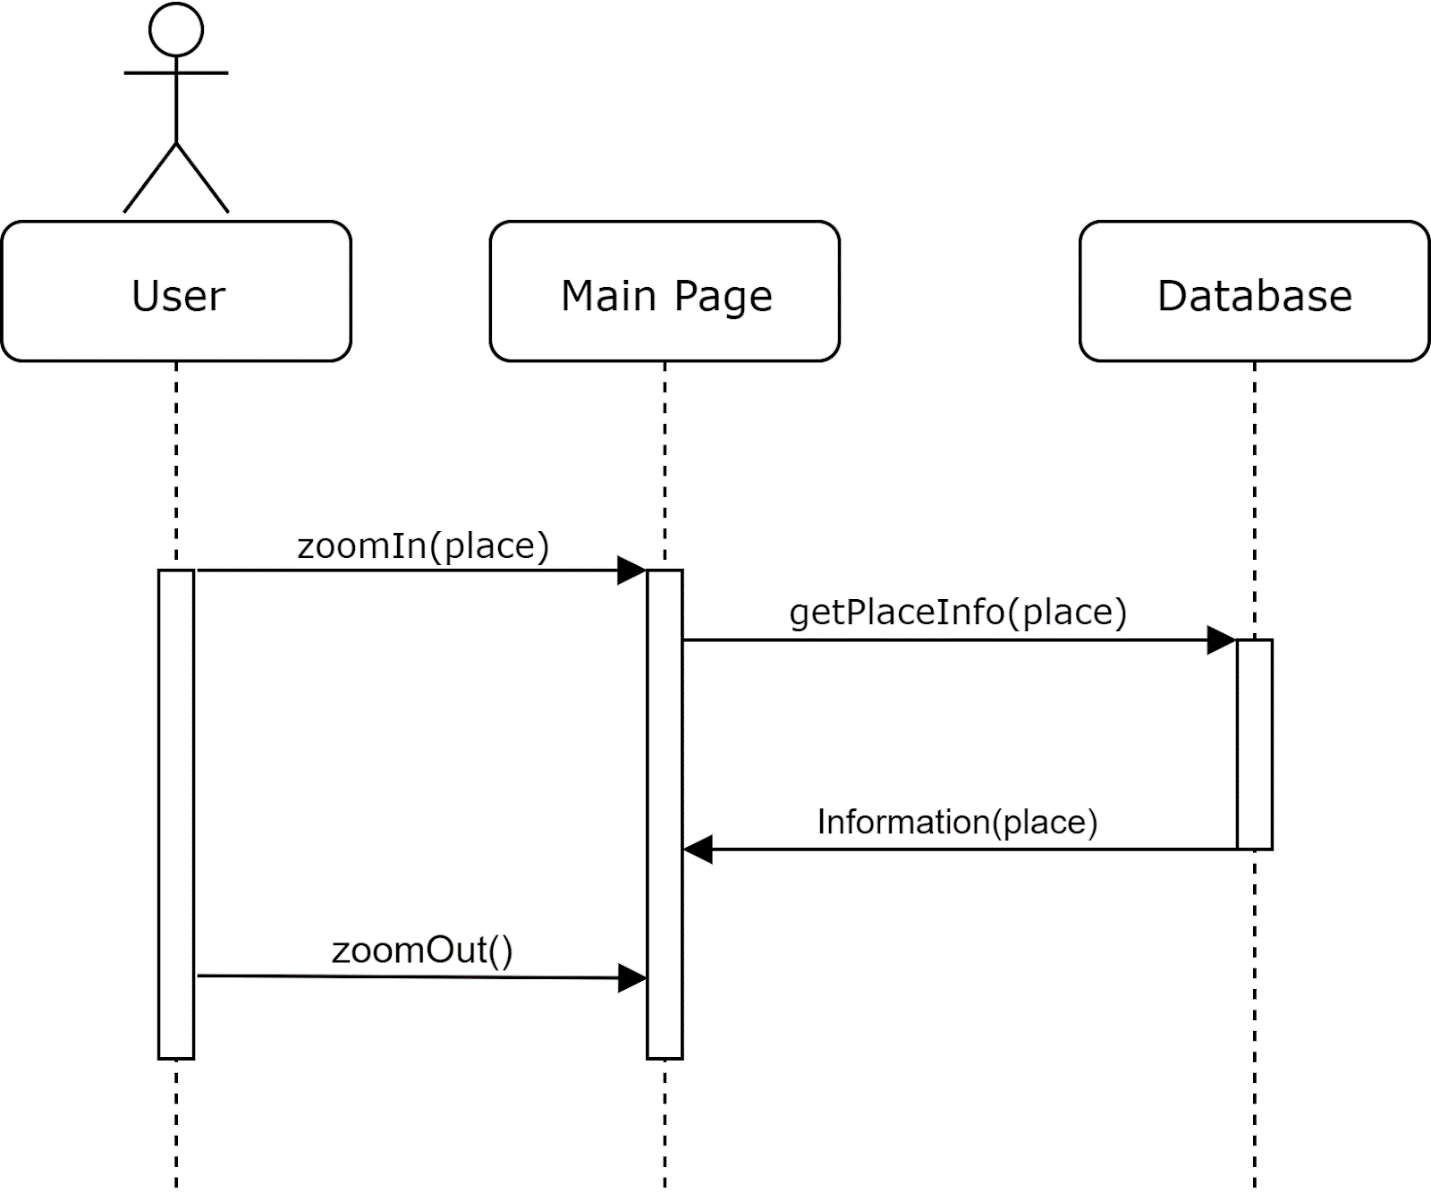 User
Main Page
Database
zoomIn(place)
getPlaceInfo(place)
Information(place)
zoomOut()